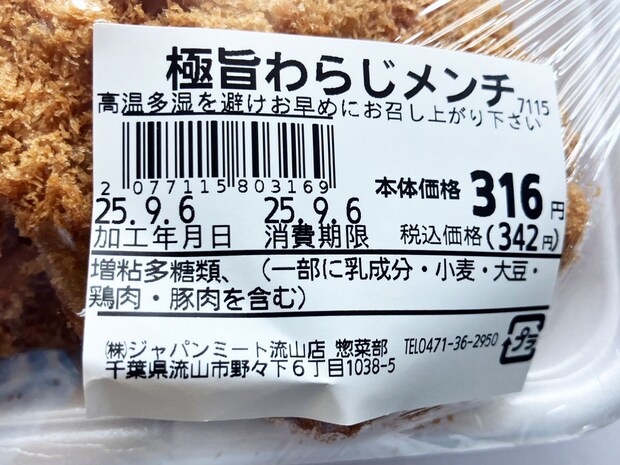 極旨わらじメンチ
7115
高温多湿を避けお早めにお召し上がり下さい
2 077115 803169
本体価格 316円
25.9.6 25.9.6
加工年月日 消費期限 税込価格(342円)
増粘多糖類、(一部に乳成分・小麦・大豆・
鶏肉・豚肉を含む)
㈱ジャパンミート流山店 惣菜部 TEL0471-36-2950
プラ
千葉県流山市野々下6丁目1038-5